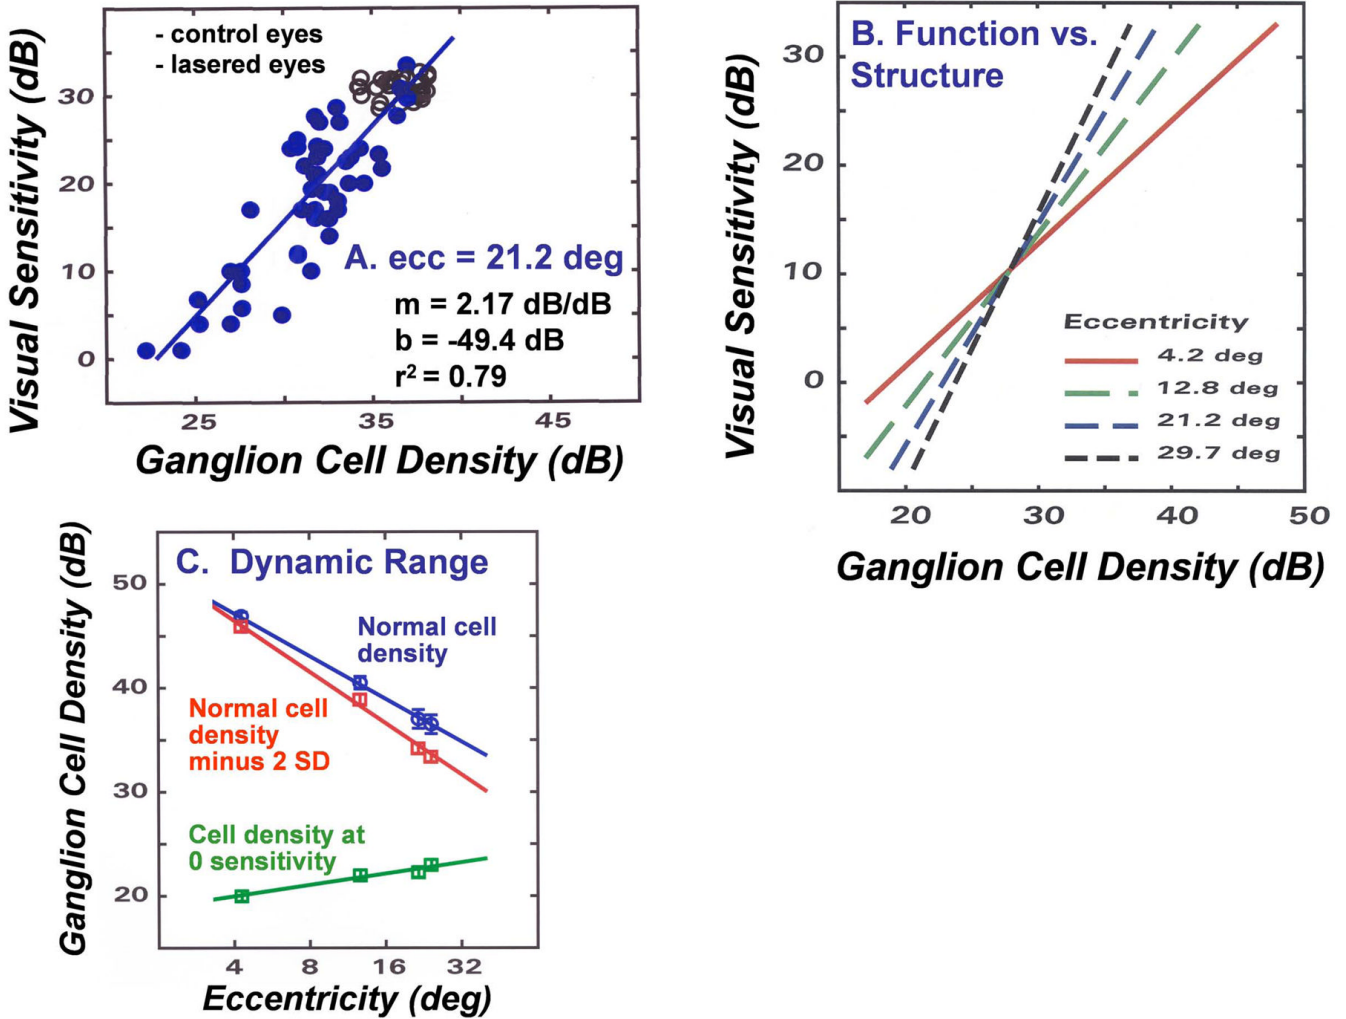 - control eyes
- lasered eyes
Visual Sensitivity (dB)
30
20
10
0
A. ecc = 21.2 deg
m = 2.17 dB/dB
b = -49.4 dB
r² = 0.79
25
35
45
Ganglion Cell Density (dB)
B. Function vs.
Structure
Visual Sensitivity (dB)
30
20
10
0
Eccentricity
4.2 deg
12.8 deg
21.2 deg
29.7 deg
20
30
40
50
Ganglion Cell Density (dB)
C. Dynamic Range
Ganglion Cell Density (dB)
50
40
30
20
Normal cell
density
Normal cell
density
minus 2 SD
Cell density at
0 sensitivity
4
8
16
32
Eccentricity (deg)